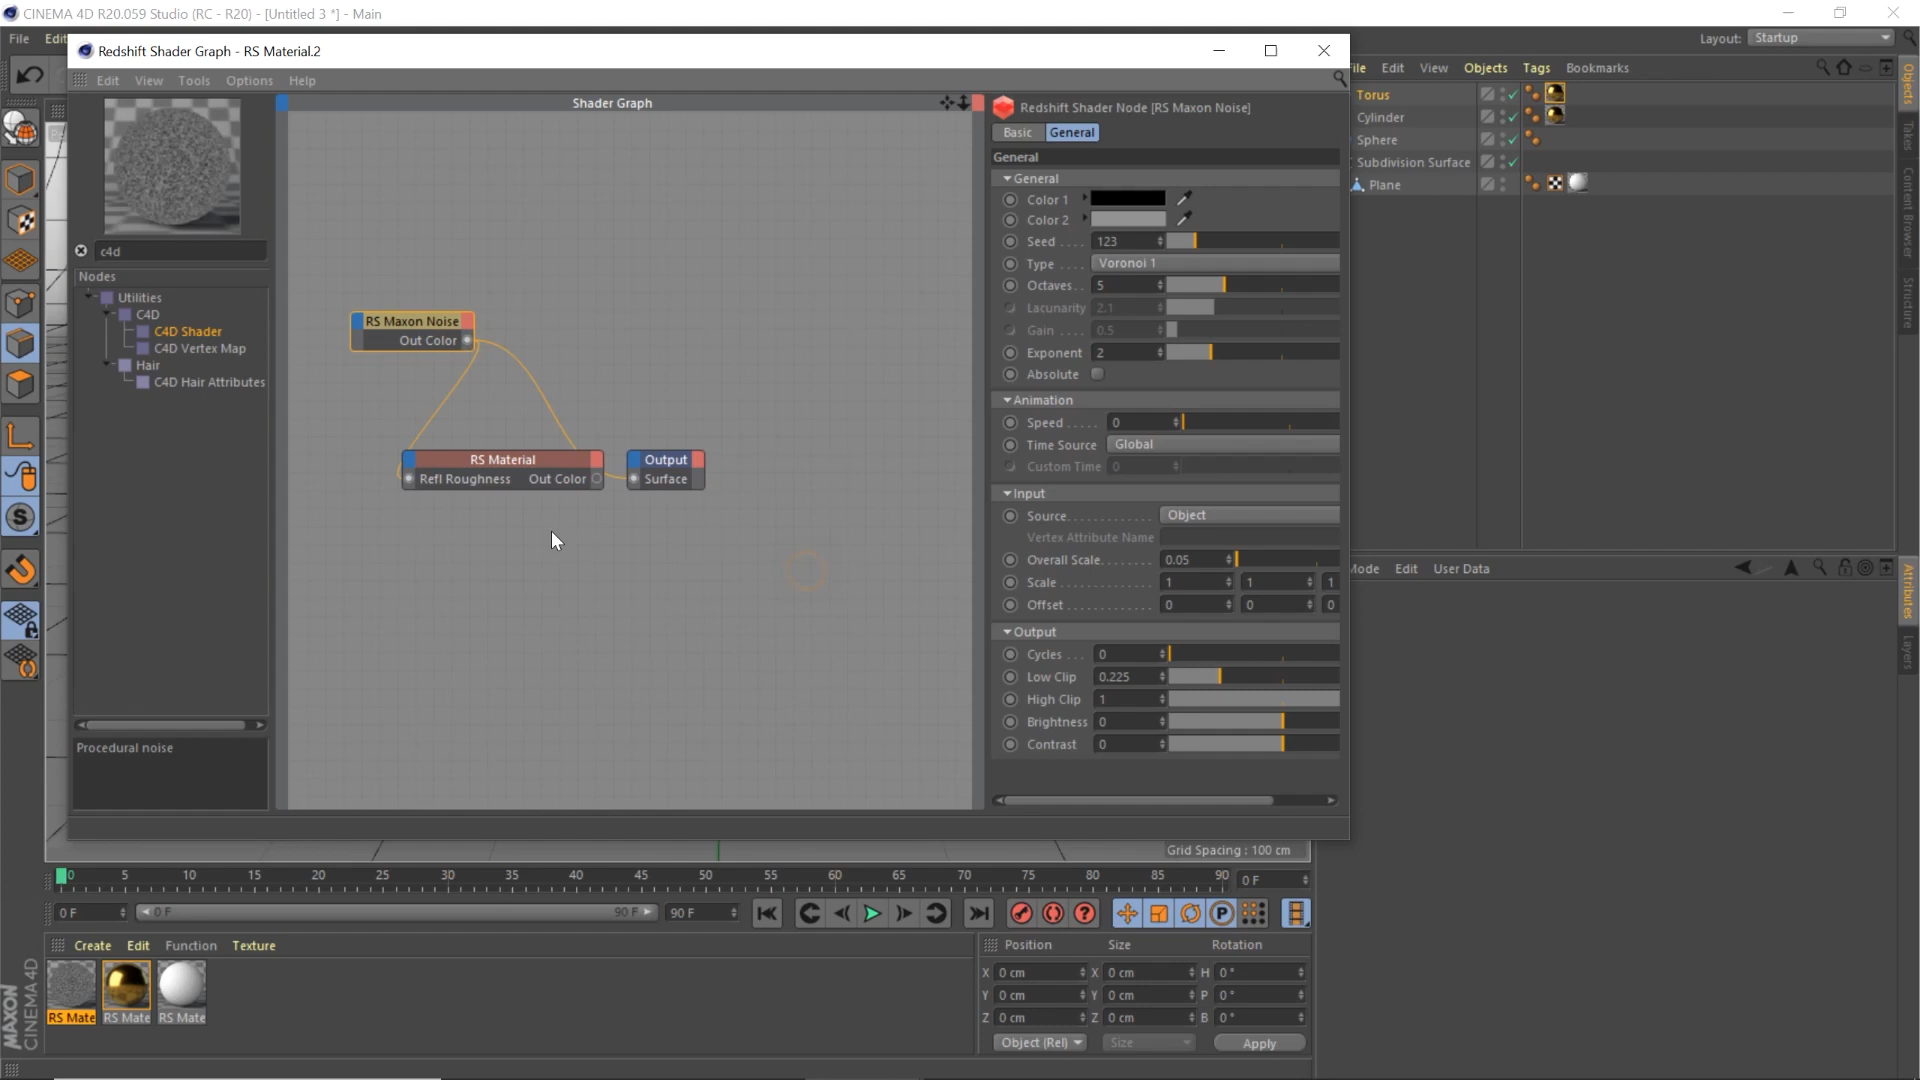 CINEMA 4D R20.059 Studio (RC - R20) - [Untitled 3 *] - Main
File Edit
Layout: Startup
Redshift Shader Graph - RS Material.2
Edit View Tools Options Help
c4d
Nodes
Utilities
C4D
C4D Shader
C4D Vertex Map
Hair
C4D Hair Attributes
Procedural noise
Shader Graph
RS Maxon Noise
Out Color
RS Material
Refl Roughness Out Color
Output
Surface
Redshift Shader Node [RS Maxon Noise]
Basic General
General
General
Color 1
Color 2
Seed .... 123
Type .... Voronoi 1
Octaves.. 5
Lacunarity 2.1
Gain .... 0.5
Exponent 2
Absolute
Animation
Speed..... 0
Time Source Global
Custom Time 0
Input
Source............ Object
Vertex Attribute Name
Overall Scale....... 0.05
Scale ............. 1 1 1
Offset ............ 0 0 0
Output
Cycles ... 0
Low Clip 0.225
High Clip 1
Brightness 0
Contrast 0
File Edit View Objects Tags Bookmarks
Torus
Cylinder
Sphere
Subdivision Surface
Plane
Objects
Takes
Content Browser
Structure
Mode Edit User Data
Attributes
Layers
Grid Spacing : 100 cm
0 5 10 15 20 25 30 35 40 45 50 55 60 65 70 75 80 85 90 0 F
0 F 0 F 90 F 90 F
Create Edit Function Texture
RS Mate RS Mate RS Mate
MAXON
CINEMA 4D
Position Size Rotation
X 0 cm X 0 cm H 0 °
Y 0 cm Y 0 cm P 0 °
Z 0 cm Z 0 cm B 0 °
Object (Rel) Size Apply